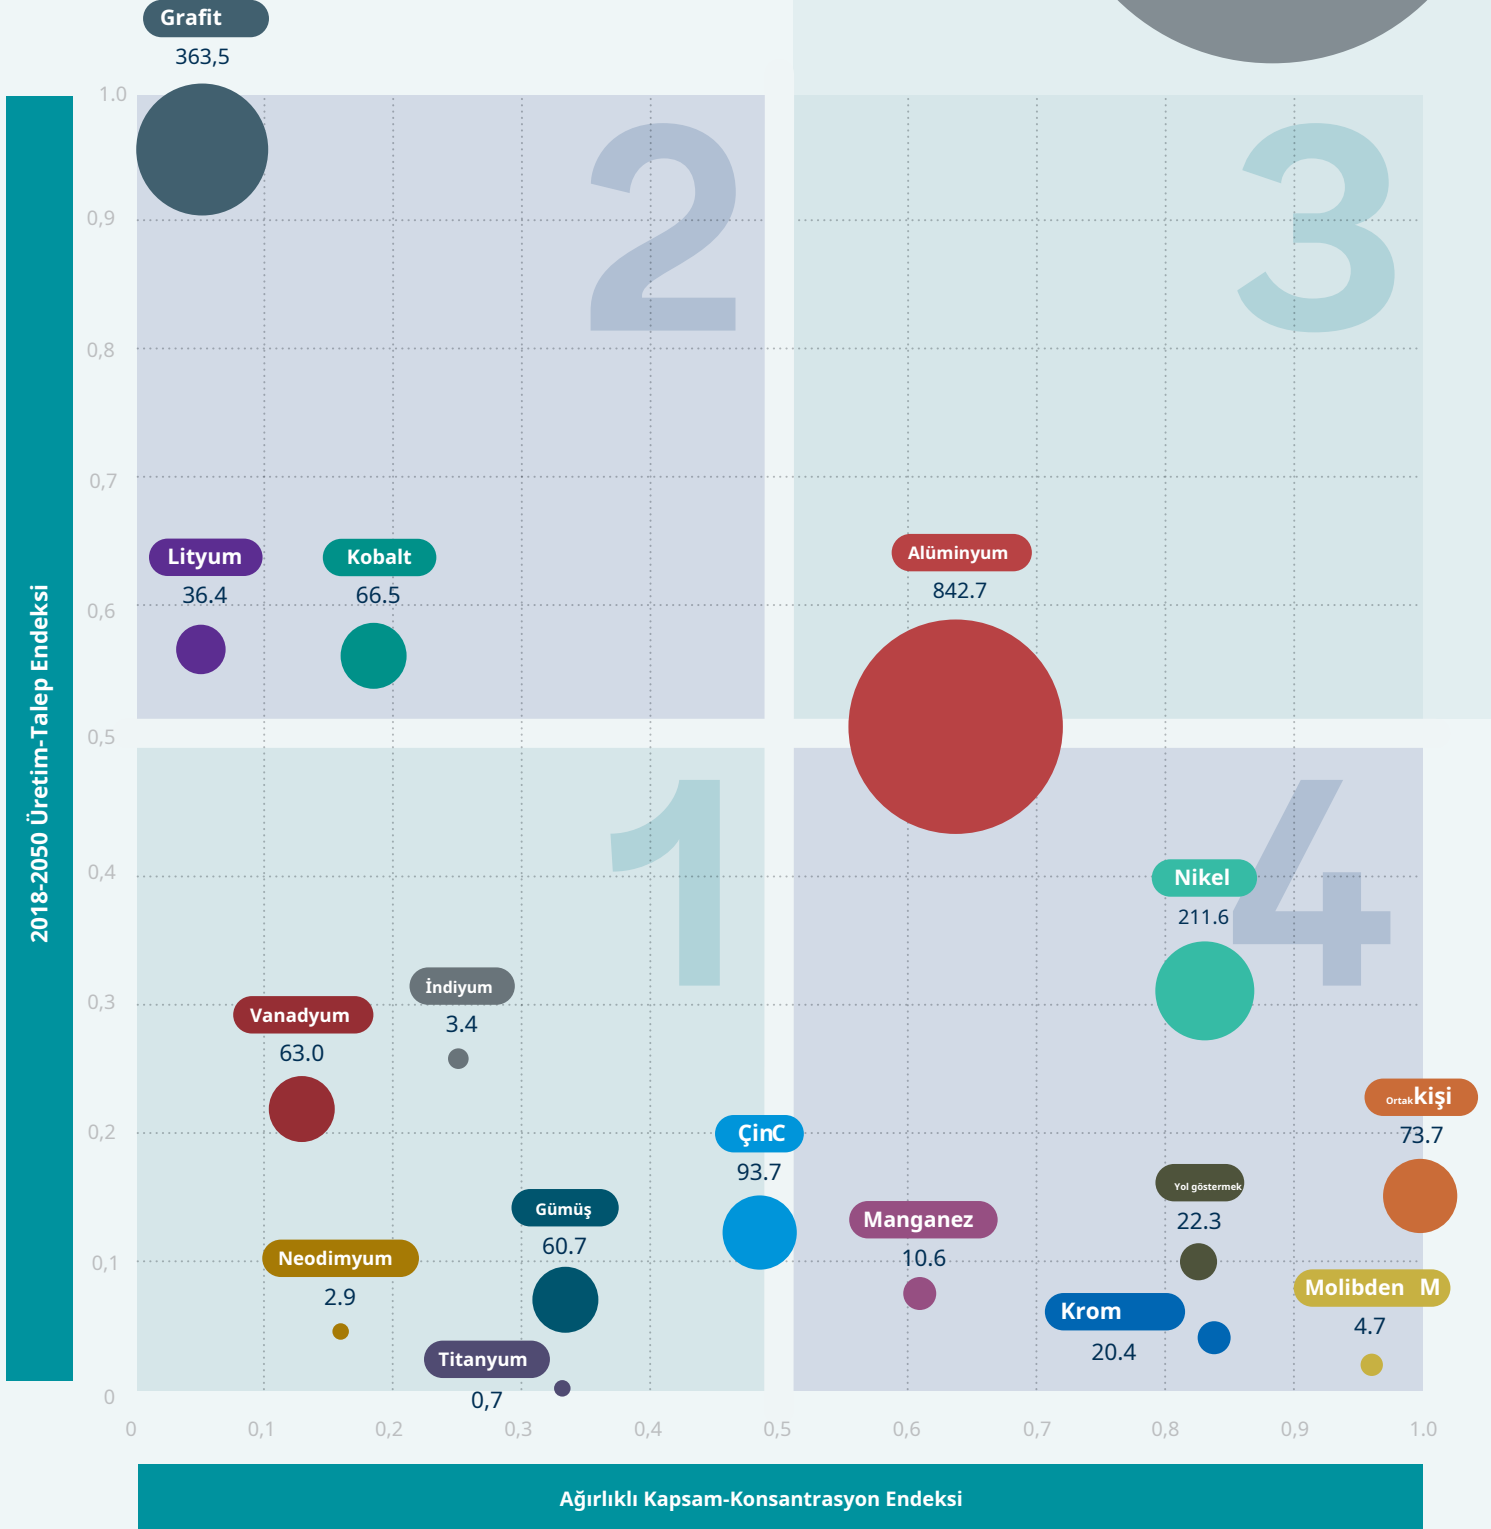 Grafit
363,5
1.0
2
3
0,9
0,8
0,7
Lityum
36.4
Kobalt
66.5
Alüminyum
842.7
0,6
0,5
2018-2050 Üretim-Talep Endeksi
1
4
0,4
Nikel
211.6
0,3
İndiyum
3.4
Vanadyum
63.0
Ortakkişi
73.7
0,2
ÇinC
93.7
Yol göstermek
22.3
Gümüş
60.7
Manganez
10.6
Neodimyum
2.9
0,1
Molibden M
4.7
Krom
20.4
Titanyum
0,7
0
0 0,1 0,2 0,3 0,4 0,5 0,6 0,7 0,8 0,9 1.0
Ağırlıklı Kapsam-Konsantrasyon Endeksi